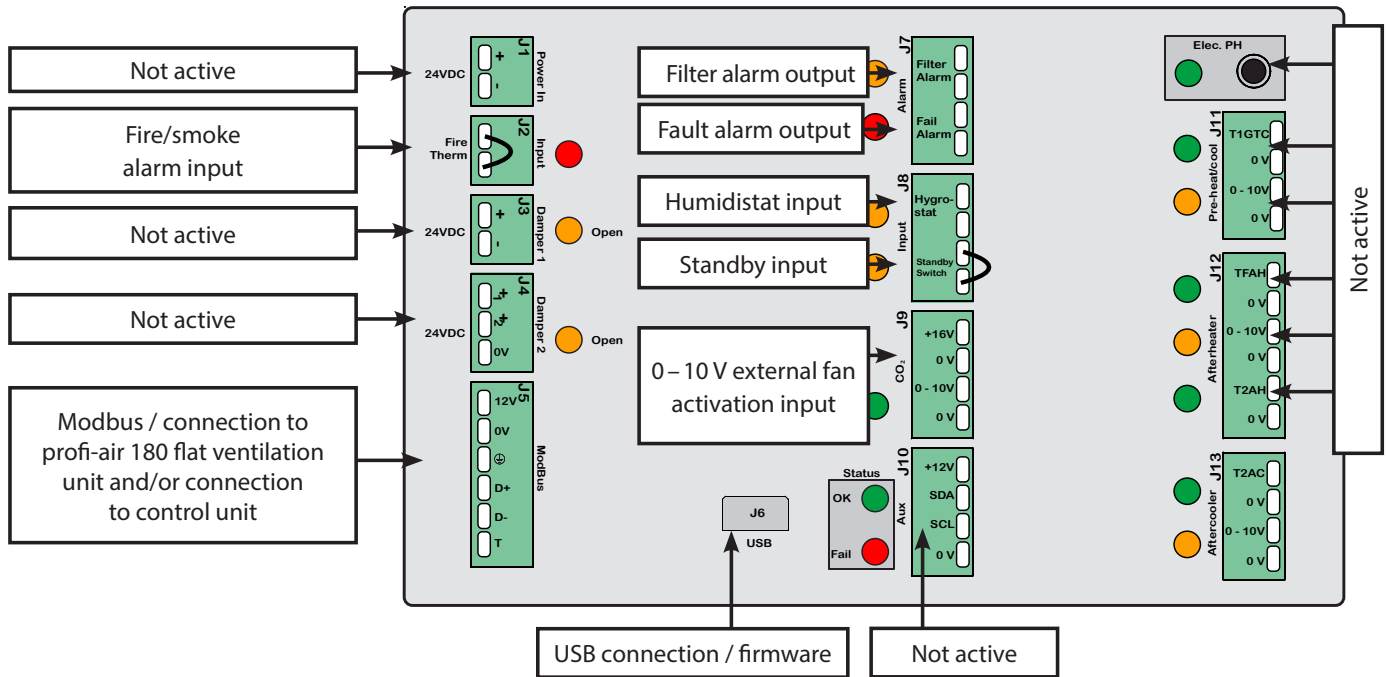 Not active
Fire/smoke
alarm input
Not active
Not active
Modbus / connection to
profi-air 180 flat ventilation
unit and/or connection
to control unit
24VDC
+
-
J1
Power In
Fire
Therm
J2
Input
24VDC
+
-
J3
Damper 1
Open
24VDC
+
1
+
2
0V
J4
Damper 2
Open
J5
12V
0V
D+
D-
T
ModBus
Filter alarm output
Fault alarm output
Humidistat input
Standby input
0 – 10 V external fan
activation input
J7
Alarm
Filter
Alarm
Fail
Alarm
J8
Input
Hygro-
stat
Standby
Switch
J9
CO₂
+16V
0 V
0 - 10V
0 V
J10
Aux
+12V
SDA
SCL
0 V
Status
OK
Fail
J6
USB
Elec. PH
J11
Pre-heat/cool
T1GTC
0 V
0 - 10V
0 V
J12
Afterheater
TFAH
0 V
0 - 10V
0 V
T2AH
0 V
J13
Aftercooler
T2AC
0 V
0 - 10V
0 V
Not active
USB connection / firmware
Not active